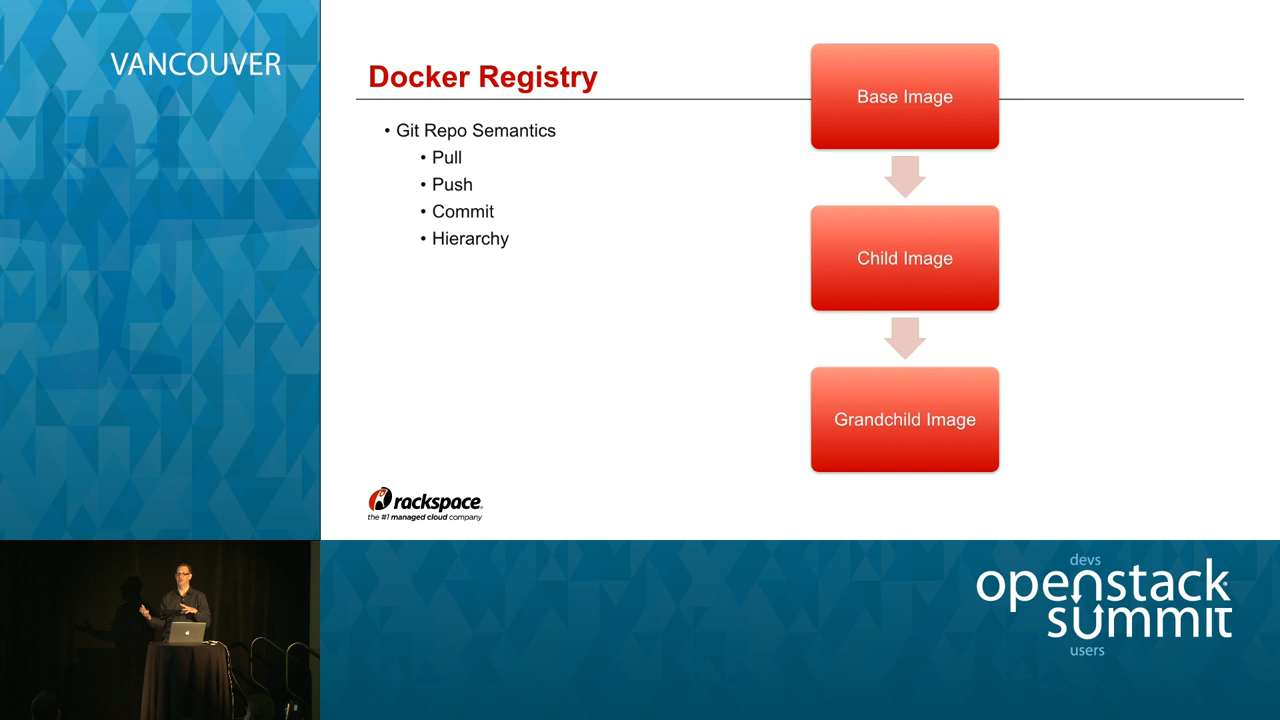 VANCOUVER
Docker Registry
• Git Repo Semantics
• Pull
• Push
• Commit
• Hierarchy
Base Image
Child Image
Grandchild Image
rackspace®
the #1 managed cloud company
devs
openstack®
summit
users